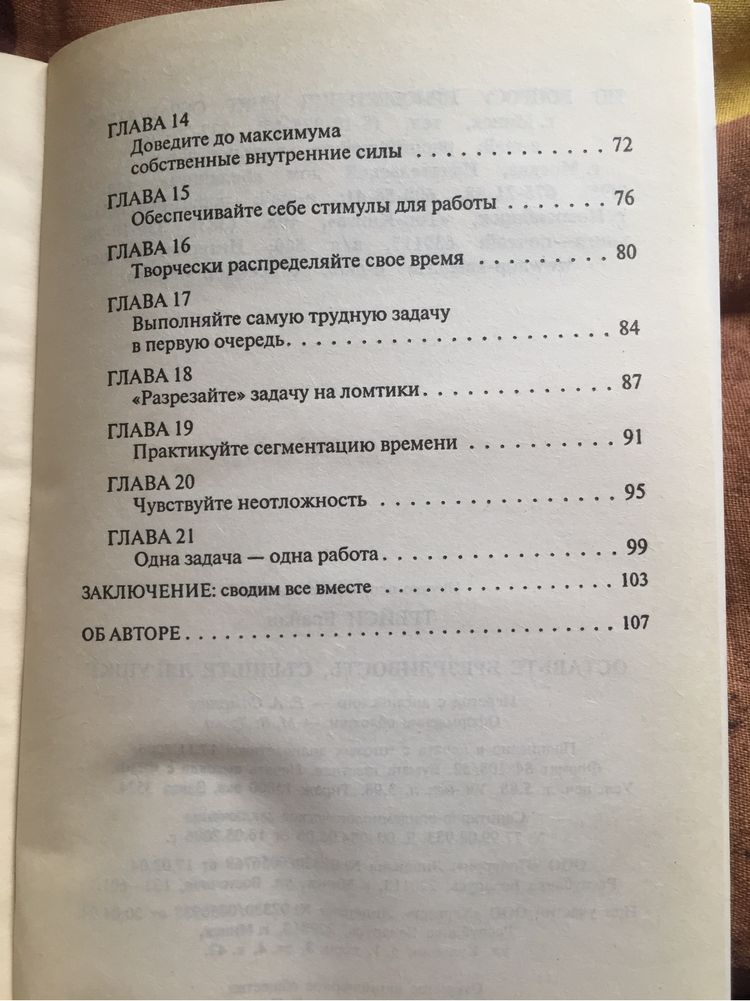 ГЛАВА 14
Доведите до максимума
собственные внутренние силы . . . . . . . . . . . . . . 72
ГЛАВА 15
Обеспечивайте себе стимулы для работы . . . . . . . . 76
ГЛАВА 16
Творчески распределяйте свое время . . . . . . . . . . 80
ГЛАВА 17
Выполняйте самую трудную задачу
в первую очередь. . . . . . . . . . . . . . . . . . . . . . 84
ГЛАВА 18
«Разрезайте» задачу на ломтики. . . . . . . . . . . . . 87
ГЛАВА 19
Практикуйте сегментацию времени . . . . . . . . . . . 91
ГЛАВА 20
Чувствуйте неотложность . . . . . . . . . . . . . . . . 95
ГЛАВА 21
Одна задача — одна работа. . . . . . . . . . . . . . . . 99
ЗАКЛЮЧЕНИЕ: сводим все вместе . . . . . . . . . . . . . . 103
ОБ АВТОРЕ. . . . . . . . . . . . . . . . . . . . . . . . . . . 107